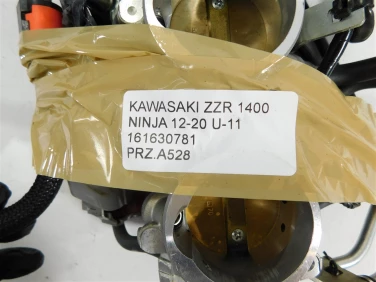 KAWASAKI ZZR 1400
NINJA 12-20 U-11
161630781
PRZ.A528